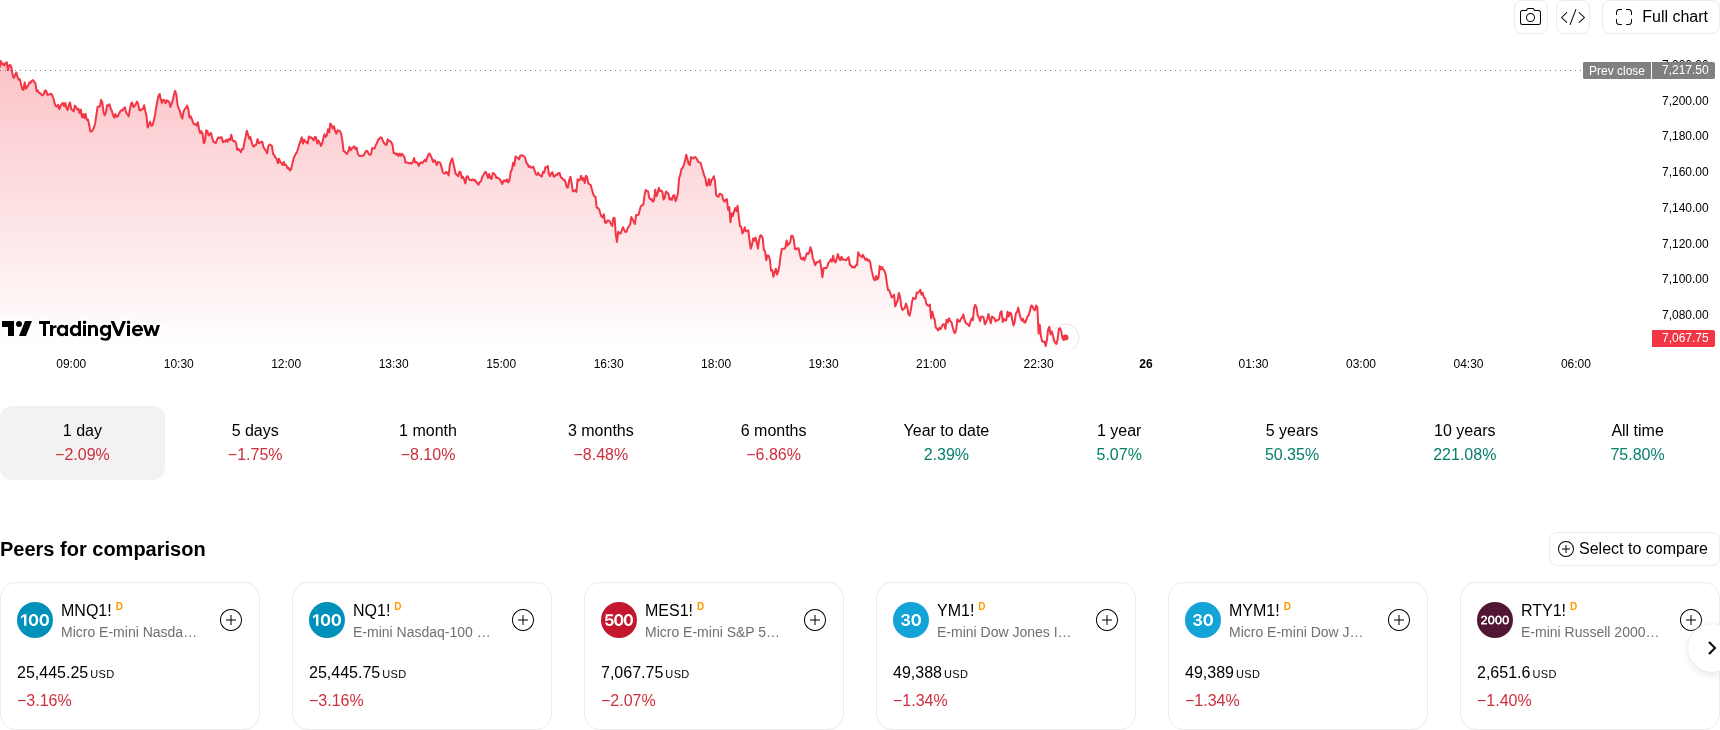 Full chart
Prev close 7,217.50
7,200.00
7,180.00
7,160.00
7,140.00
7,120.00
7,100.00
7,080.00
7,067.75
TradingView
09:00 10:30 12:00 13:30 15:00 16:30 18:00 19:30 21:00 22:30 26 01:30 03:00 04:30 06:00
1 day 5 days 1 month 3 months 6 months Year to date 1 year 5 years 10 years All time
−2.09% −1.75% −8.10% −8.48% −6.86% 2.39% 5.07% 50.35% 221.08% 75.80%
Peers for comparison Select to compare
100 MNQ1! D 100 NQ1! D 500 MES1! D 30 YM1! D 30 MYM1! D 2000 RTY1! D
Micro E-mini Nasda… E-mini Nasdaq-100 … Micro E-mini S&P 5… E-mini Dow Jones I… Micro E-mini Dow J… E-mini Russell 2000…
25,445.25 USD 25,445.75 USD 7,067.75 USD 49,388 USD 49,389 USD 2,651.6 USD
−3.16% −3.16% −2.07% −1.34% −1.34% −1.40%